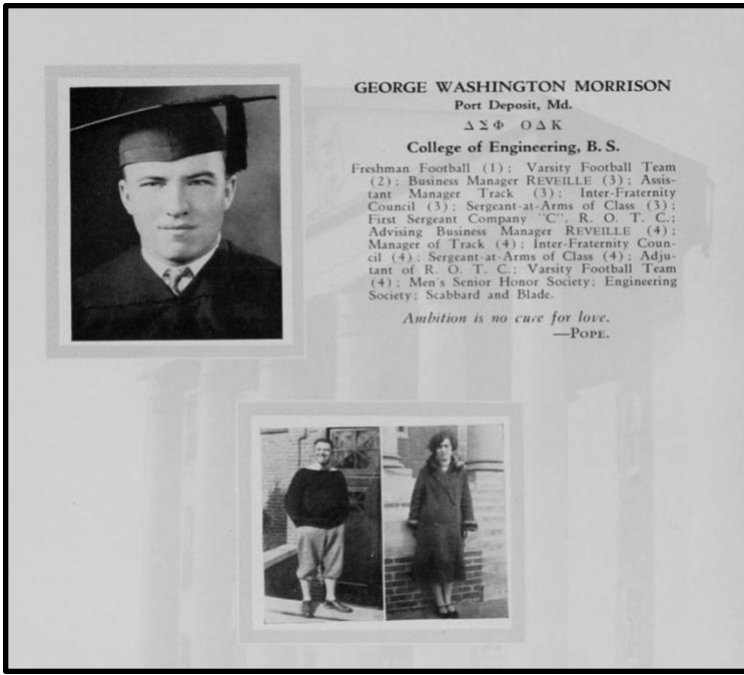 GEORGE WASHINGTON MORRISON
Port Deposit, Md.
Δ Σ Φ Ο Δ Κ
College of Engineering, B. S.
Freshman Football (1); Varsity Football Team
(2); Business Manager REVEILLE (3); Assis-
tant Manager Track (3); Inter-Fraternity
Council (3); Sergeant-at-Arms of Class (3);
First Sergeant Company "C", R. O. T. C.;
Advising Business Manager REVEILLE (4);
Manager of Track (4); Inter-Fraternity Coun-
cil (4); Sergeant-at-Arms of Class (4); Adju-
tant of R. O. T. C.; Varsity Football Team
(4); Men's Senior Honor Society; Engineering
Society; Scabbard and Blade.
Ambition is no cure for love.
—POPE.